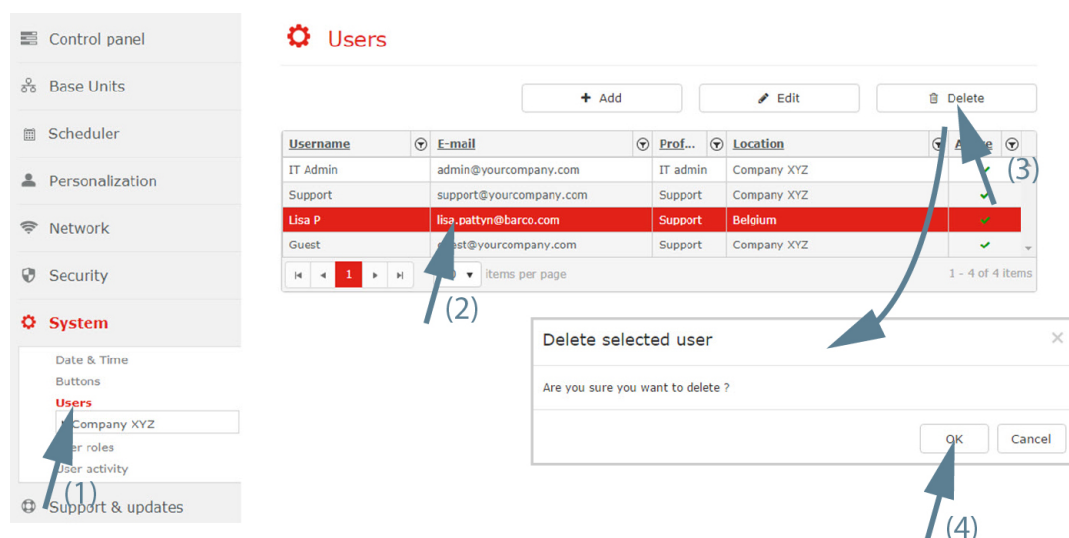 Control panel
Base Units
Scheduler
Personalization
Network
Security
System
Date & Time
Buttons
Users
Company XYZ
roles
User activity
(1)
Support & updates
Users
+ Add
Edit
Delete
Username E-mail Prof... Location
IT Admin admin@yourcompany.com IT admin Company XYZ
(3)
Support support@yourcompany.com Support Company XYZ
Lisa P lisa.pattyn@barco.com Support Belgium
Guest Support Company XYZ
1 items per page 1 - 4 of 4 items
(2)
Delete selected user
Are you sure you want to delete ?
OK Cancel
(4)